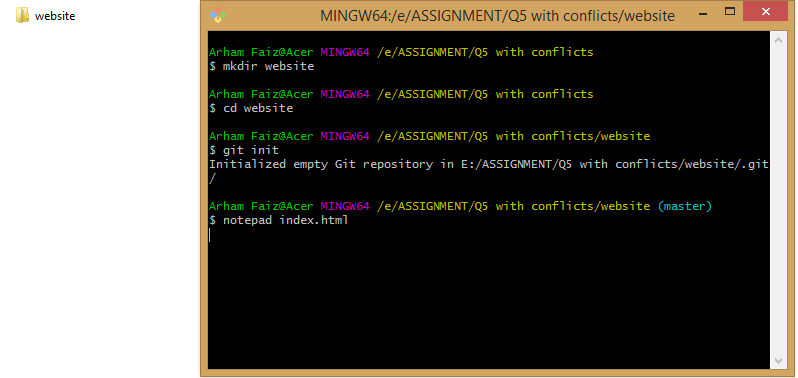 website
MINGW64:/e/ASSIGNMENT/Q5 with conflicts/website
Arham Faiz@Acer MINGW64 /e/ASSIGNMENT/Q5 with conflicts
$ mkdir website
Arham Faiz@Acer MINGW64 /e/ASSIGNMENT/Q5 with conflicts
$ cd website
Arham Faiz@Acer MINGW64 /e/ASSIGNMENT/Q5 with conflicts/website
$ git init
Initialized empty Git repository in E:/ASSIGNMENT/Q5 with conflicts/website/.git
/
Arham Faiz@Acer MINGW64 /e/ASSIGNMENT/Q5 with conflicts/website (master)
$ notepad index.html